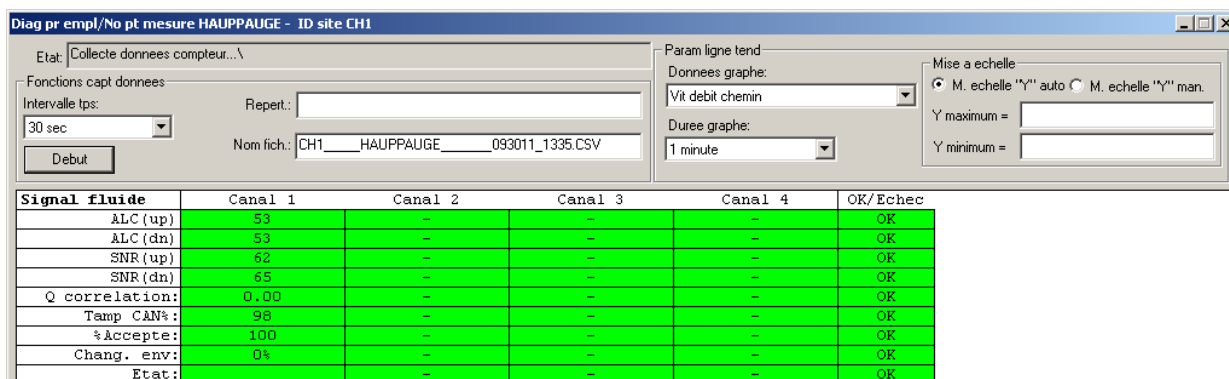 Diag pr empl/No pt mesure HAUPPAUGE - ID site CH1
Etat: Collecte donnees compteur...\
Fonctions capt donnees
Intervalle tps:
30 sec
Debut
Repert.:
Nom fich.: CH1_____HAUPPAUGE_______093011_1335.CSV
Param ligne tend
Donnees graphe:
Vit debit chemin
Duree graphe:
1 minute
Mise a echelle
M. echelle "Y" auto M. echelle "Y" man.
Y maximum =
Y minimum =
Signal fluide Canal 1 Canal 2 Canal 3 Canal 4 OK/Echec
ALC(up) 53 - - - OK
ALC(dn) 53 - - - OK
SNR(up) 62 - - - OK
SNR(dn) 65 - - - OK
Q correlation: 0.00 - - - OK
Tamp CAN%: 98 - - - OK
%Accepte: 100 - - - OK
Chang. env: 0% - - - OK
Etat: - - - OK